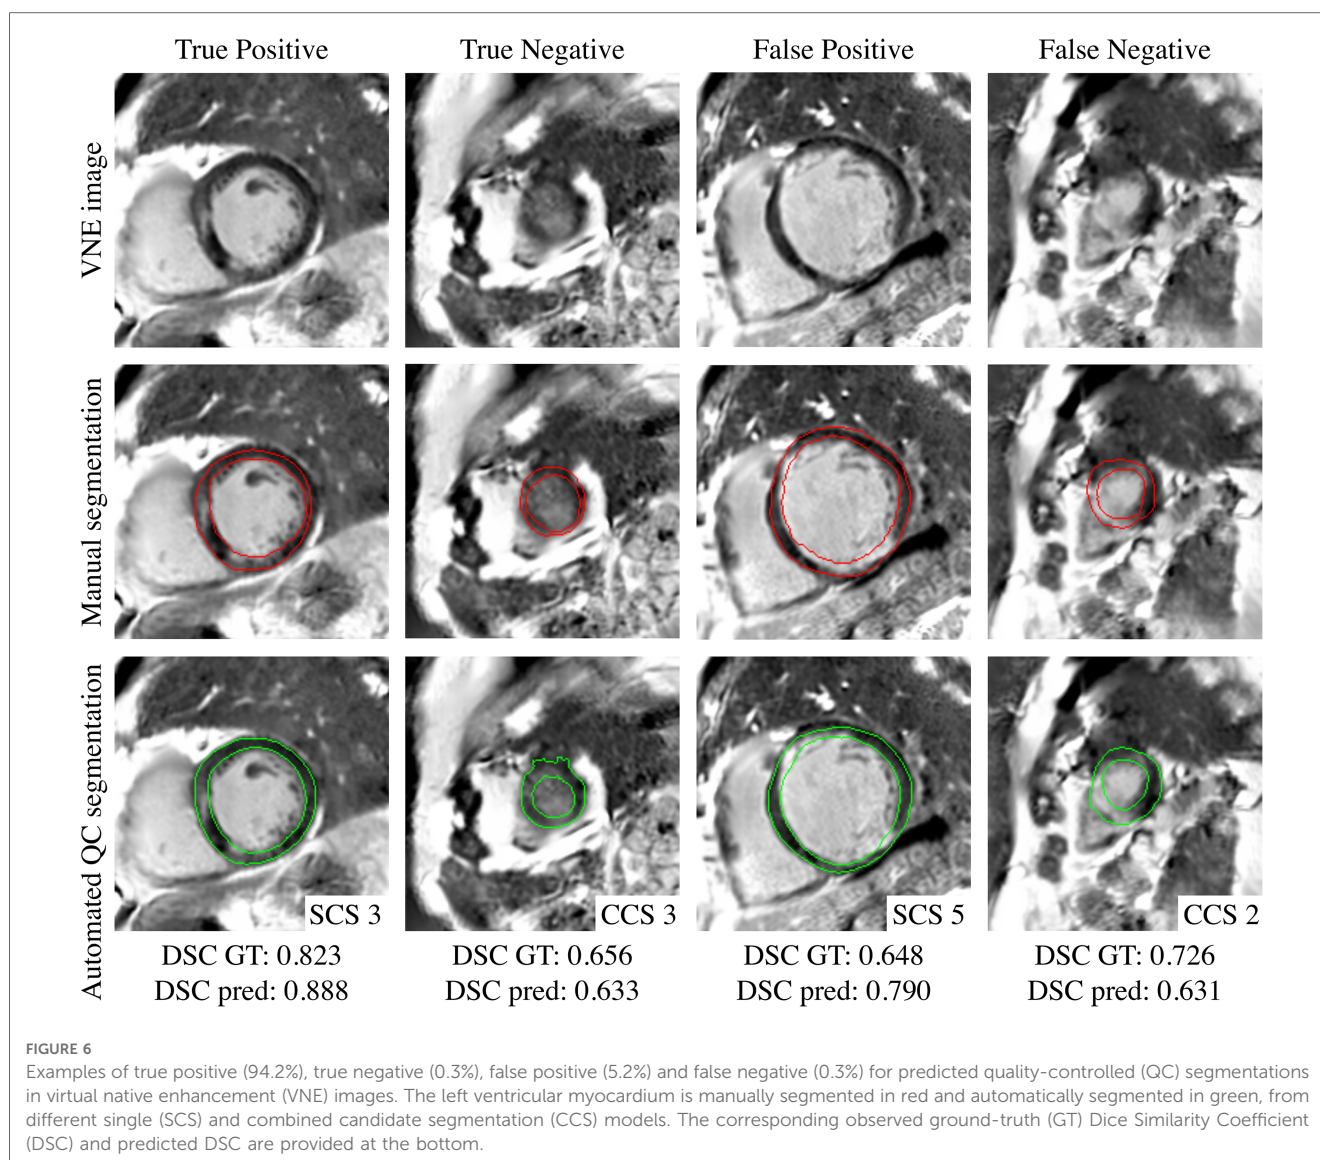 True Positive
True Negative
False Positive
False Negative
VNE image
Manual segmentation
Automated QC segmentation
SCS 3
CCS 3
SCS 5
CCS 2
DSC GT: 0.823
DSC GT: 0.656
DSC GT: 0.648
DSC GT: 0.726
DSC pred: 0.888
DSC pred: 0.633
DSC pred: 0.790
DSC pred: 0.631
FIGURE 6
Examples of true positive (94.2%), true negative (0.3%), false positive (5.2%) and false negative (0.3%) for predicted quality-controlled (QC) segmentations
in virtual native enhancement (VNE) images. The left ventricular myocardium is manually segmented in red and automatically segmented in green, from
different single (SCS) and combined candidate segmentation (CCS) models. The corresponding observed ground-truth (GT) Dice Similarity Coefficient
(DSC) and predicted DSC are provided at the bottom.